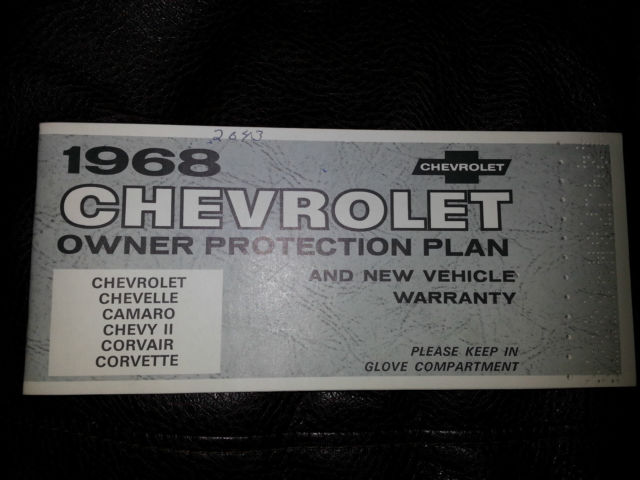 2693
1968
CHEVROLET
CHEVROLET
OWNER PROTECTION PLAN
AND NEW VEHICLE
WARRANTY
CHEVROLET
CHEVELLE
CAMARO
CHEVY II
CORVAIR
CORVETTE
PLEASE KEEP IN
GLOVE COMPARTMENT